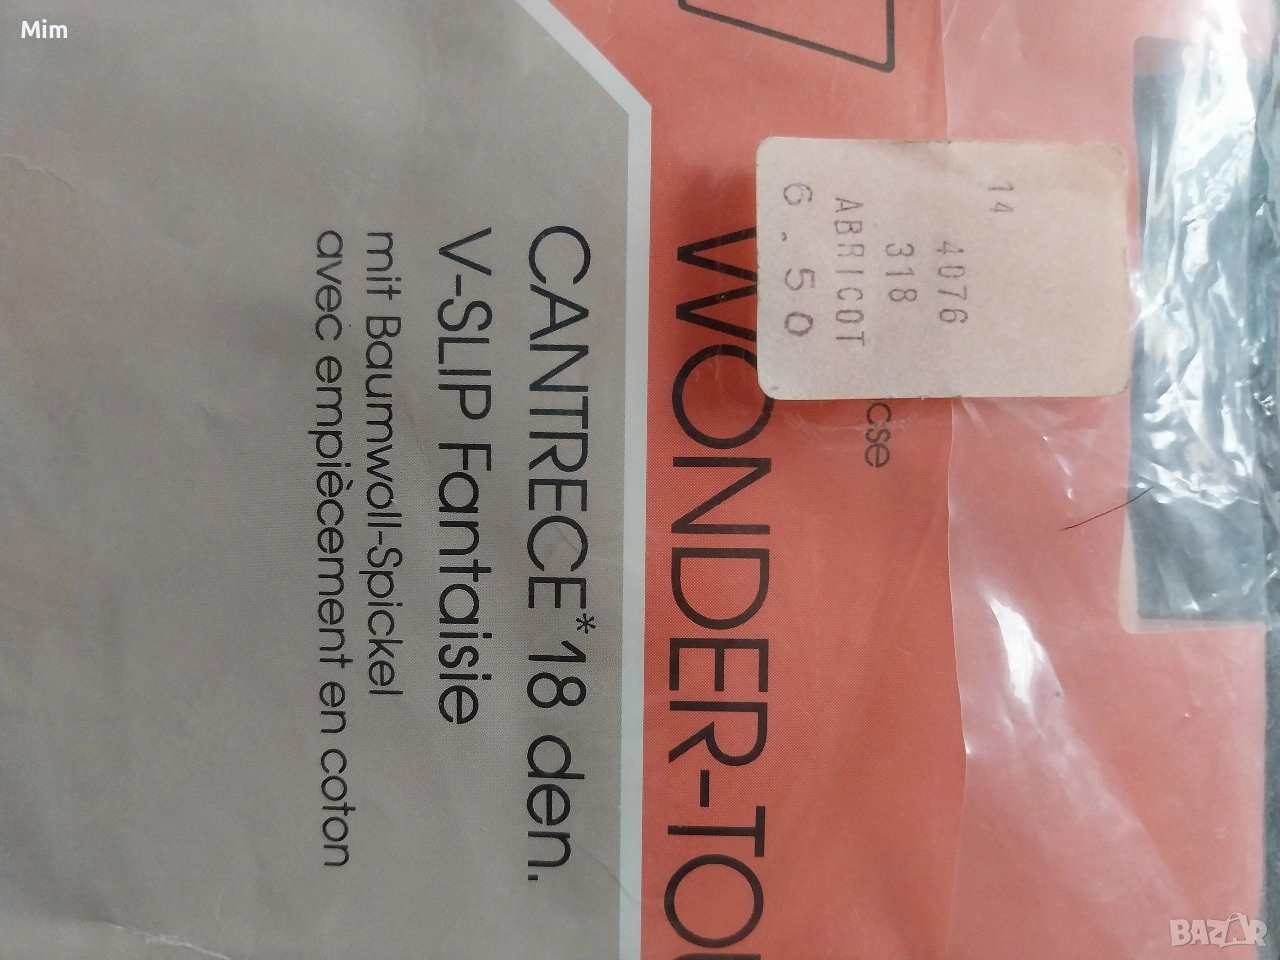 Mim
14
4076
318
ABRICOT
6.50
WONDER-TO
CANTRECE*18 den.
V-SLIP Fantaisie
mit Baumwoll-Spickel
avec empiècement en coton
BAZAR